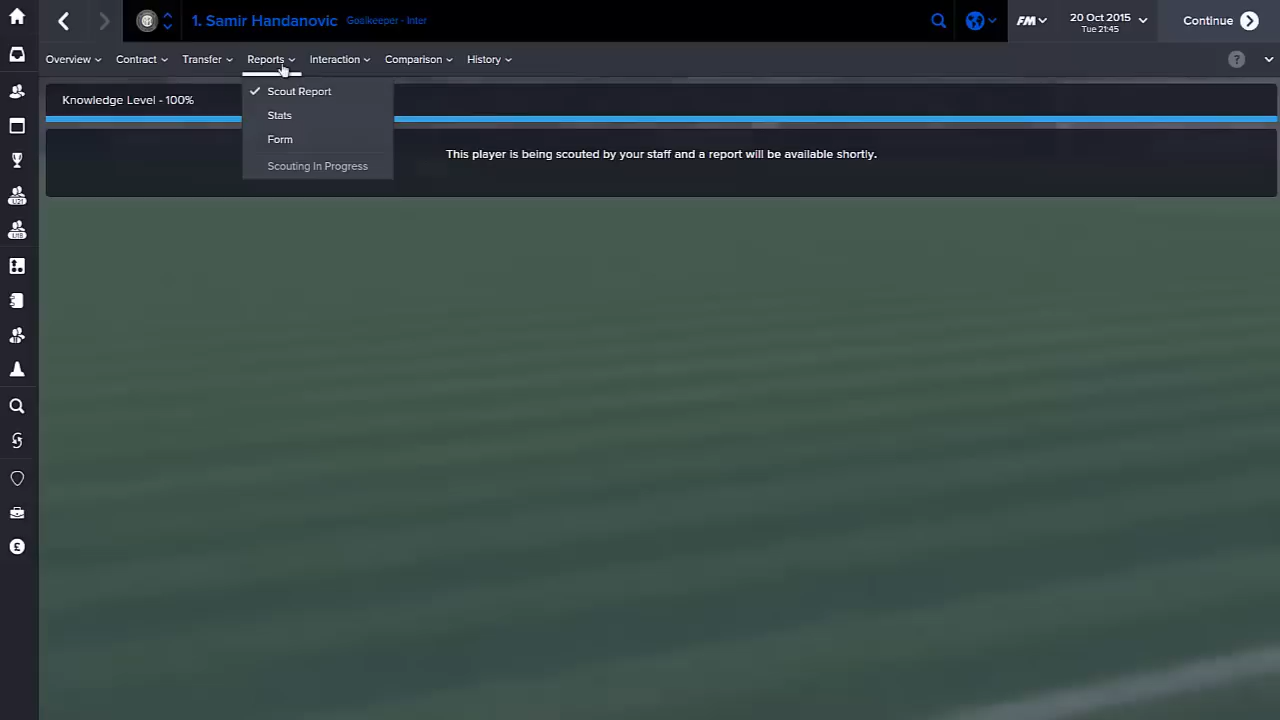 1. Samir Handanovic Goalkeeper - Inter
FM
20 Oct 2015
Tue 21:45
Continue
Overview Contract Transfer Reports Interaction Comparison History
?
Knowledge Level - 100%
Scout Report
Stats
Form
Scouting In Progress
This player is being scouted by your staff and a report will be available shortly.